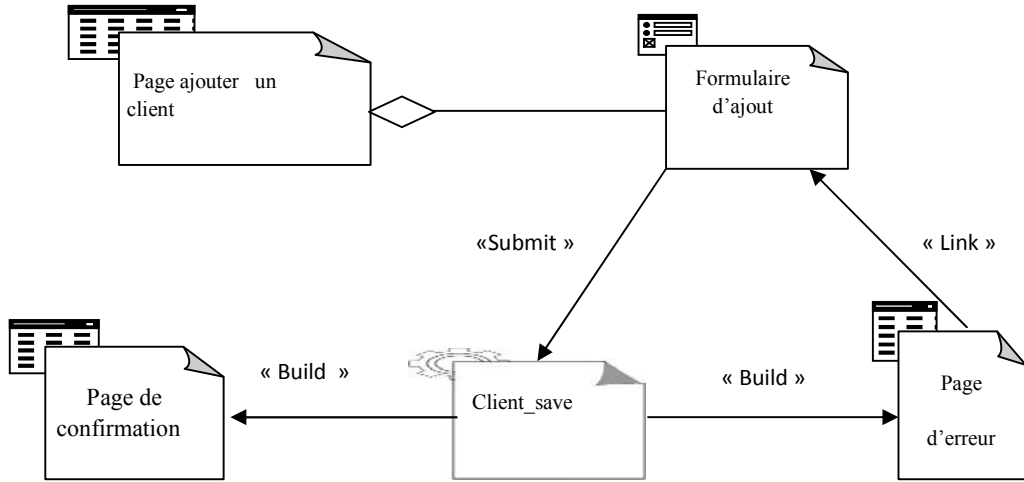 Page ajouter un
client
Formulaire
d’ajout
«Submit »
« Link »
Page de
confirmation
« Build »
Client_save
« Build »
Page
d’erreur